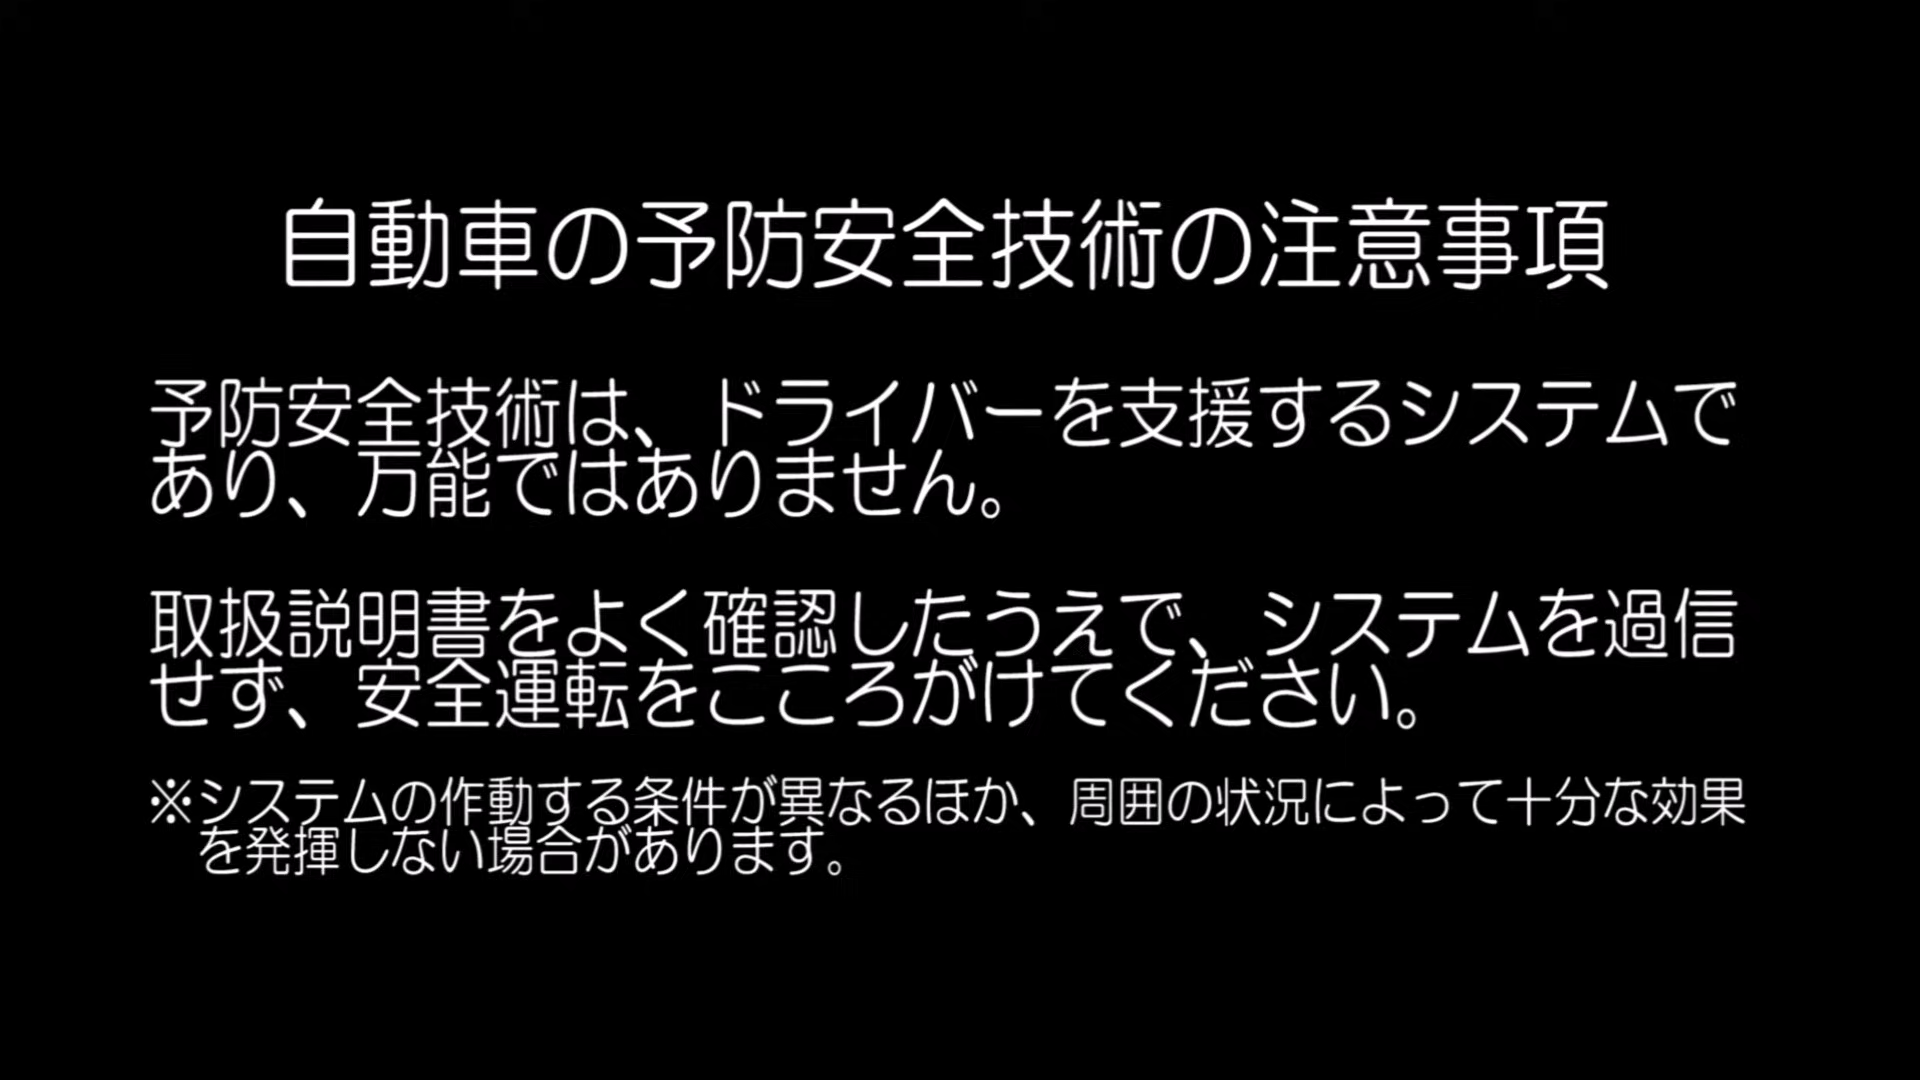 自動車の予防安全技術の注意事項
予防安全技術は、ドライバーを支援するシステムで
あり、万能ではありません。
取扱説明書をよく確認したうえで、システムを過信
せず、安全運転をこころがけてください。
※システムの作動する条件が異なるほか、周囲の状況によって十分な効果
を発揮しない場合があります。